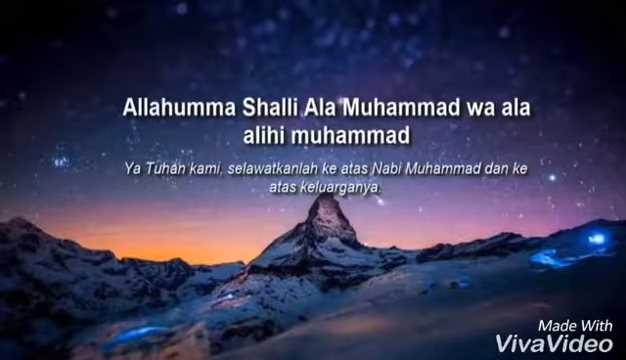 Allahumma Shalli Ala Muhammad wa ala
alihi muhammad
Ya Tuhan kami, selawatkanlah ke atas Nabi Muhammad dan ke
atas keluarganya.
Made With
VivaVideo